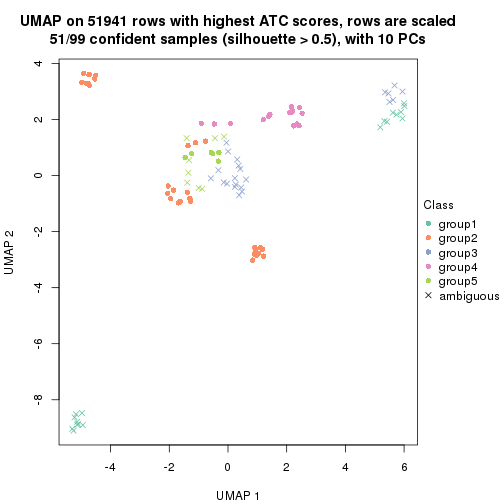 UMAP on 51941 rows with highest ATC scores, rows are scaled
51/99 confident samples (silhouette > 0.5), with 10 PCs
4
2
0
-2
-4
-6
-8
UMAP 2
-4
-2
0
2
4
6
UMAP 1
Class
group1
group2
group3
group4
group5
ambiguous